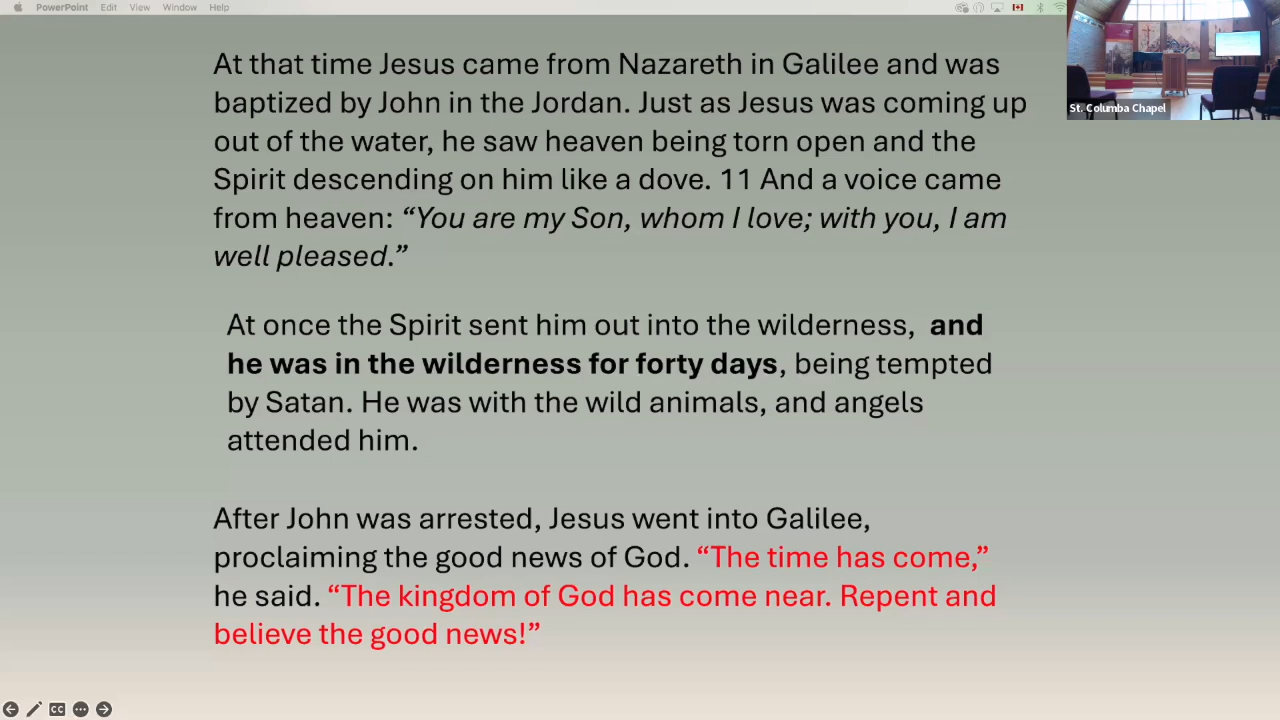 PowerPoint Edit View Window Help
At that time Jesus came from Nazareth in Galilee and was
baptized by John in the Jordan. Just as Jesus was coming up
out of the water, he saw heaven being torn open and the
Spirit descending on him like a dove. 11 And a voice came
from heaven: “You are my Son, whom I love; with you, I am
well pleased.”
At once the Spirit sent him out into the wilderness, and
he was in the wilderness for forty days, being tempted
by Satan. He was with the wild animals, and angels
attended him.
After John was arrested, Jesus went into Galilee,
proclaiming the good news of God. “The time has come,”
he said. “The kingdom of God has come near. Repent and
believe the good news!”
St. Columba Chapel
CC